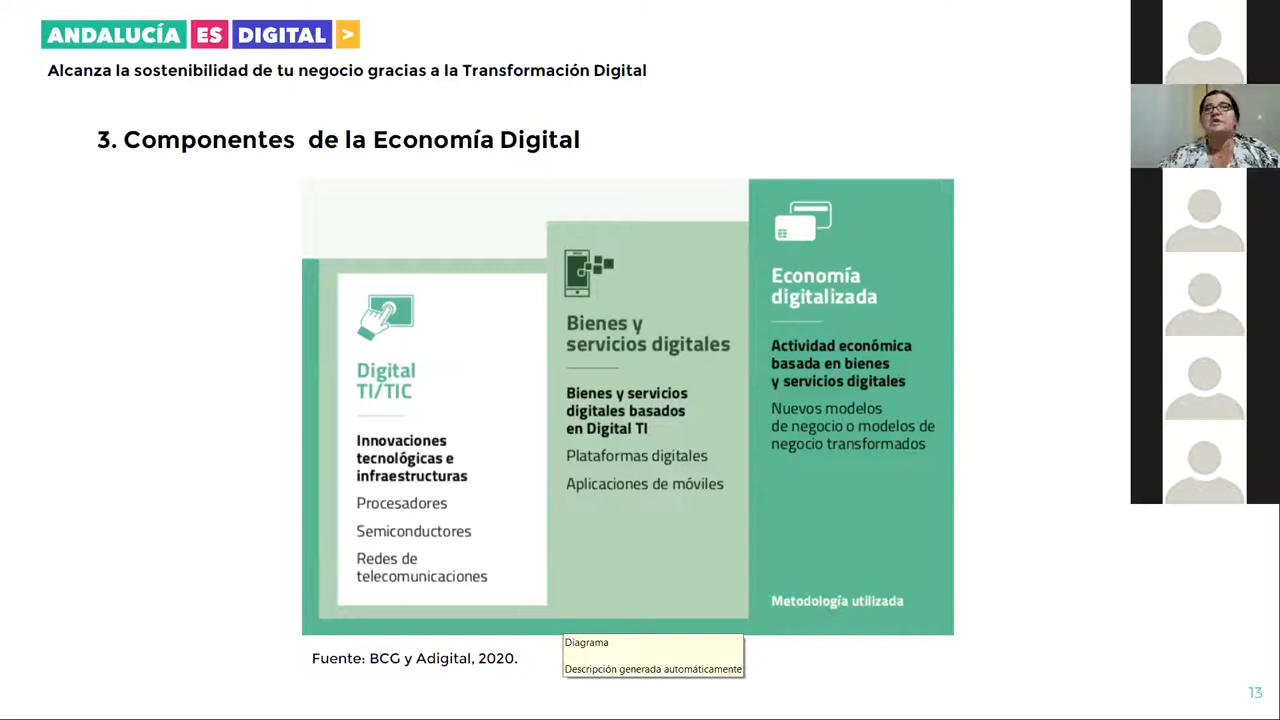 ANDALUCÍA ES DIGITAL >
Alcanza la sostenibilidad de tu negocio gracias a la Transformación Digital
3. Componentes de la Economía Digital
Digital
TI/TIC
Innovaciones
tecnológicas e
infraestructuras
Procesadores
Semiconductores
Redes de
telecomunicaciones
Bienes y
servicios digitales
Bienes y servicios
digitales basados
en Digital TI
Plataformas digitales
Aplicaciones de móviles
Economía
digitalizada
Actividad económica
basada en bienes
y servicios digitales
Nuevos modelos
de negocio o modelos de
negocio transformados
Metodología utilizada
Fuente: BCG y Adigital, 2020.
Diagrama
Descripción generada automáticamente
13